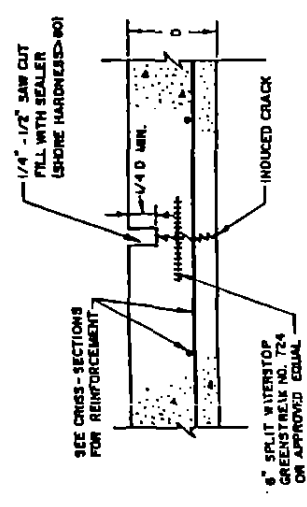 1/4" -1/2" SAW CUT
FILL WITH SEALER
(SHORE HARDNESS>80)
1/4 D MIN.
D
SEE CROSS-SECTIONS
FOR REINFORCEMENT
INDUCED CRACK
6" SPLIT WATERSTOP
GREENSTREAK NO. 724
OR APPROVED EQUAL